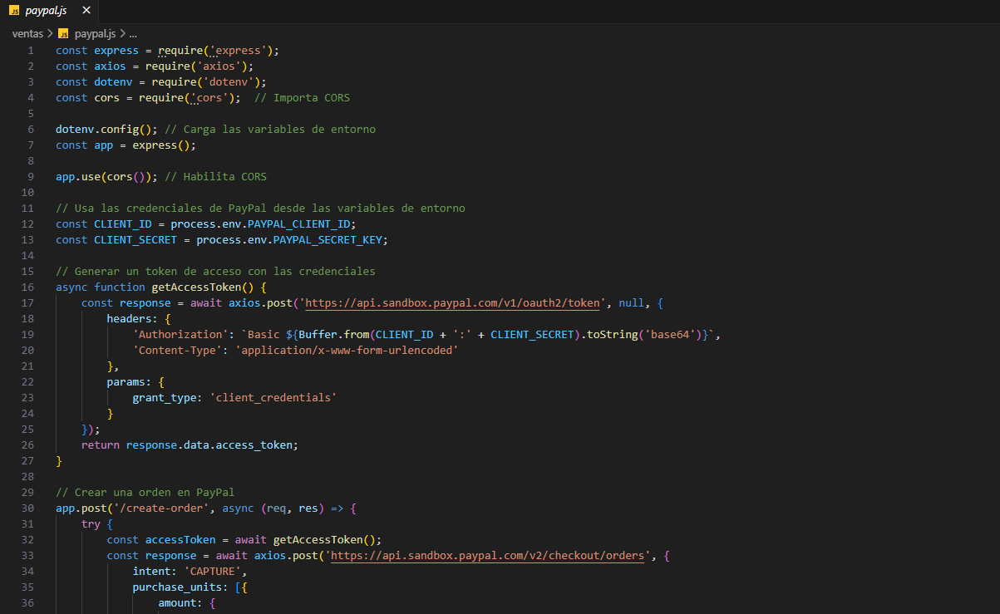 JS paypal.js ×
ventas > JS paypal.js > ...
1 const express = require('express');
2 const axios = require('axios');
3 const dotenv = require('dotenv');
4 const cors = require('cors');  // Importa CORS
5
6 dotenv.config(); // Carga las variables de entorno
7 const app = express();
8
9 app.use(cors()); // Habilita CORS
10
11 // Usa las credenciales de PayPal desde las variables de entorno
12 const CLIENT_ID = process.env.PAYPAL_CLIENT_ID;
13 const CLIENT_SECRET = process.env.PAYPAL_SECRET_KEY;
14
15 // Generar un token de acceso con las credenciales
16 async function getAccessToken() {
17     const response = await axios.post('https://api.sandbox.paypal.com/v1/oauth2/token', null, {
18         headers: {
19             'Authorization': `Basic ${Buffer.from(CLIENT_ID + ':' + CLIENT_SECRET).toString('base64')}`,
20             'Content-Type': 'application/x-www-form-urlencoded'
21         },
22         params: {
23             grant_type: 'client_credentials'
24         }
25     });
26     return response.data.access_token;
27 }
28
29 // Crear una orden en PayPal
30 app.post('/create-order', async (req, res) => {
31     try {
32         const accessToken = await getAccessToken();
33         const response = await axios.post('https://api.sandbox.paypal.com/v2/checkout/orders', {
34             intent: 'CAPTURE',
35             purchase_units: [{
36                 amount: {